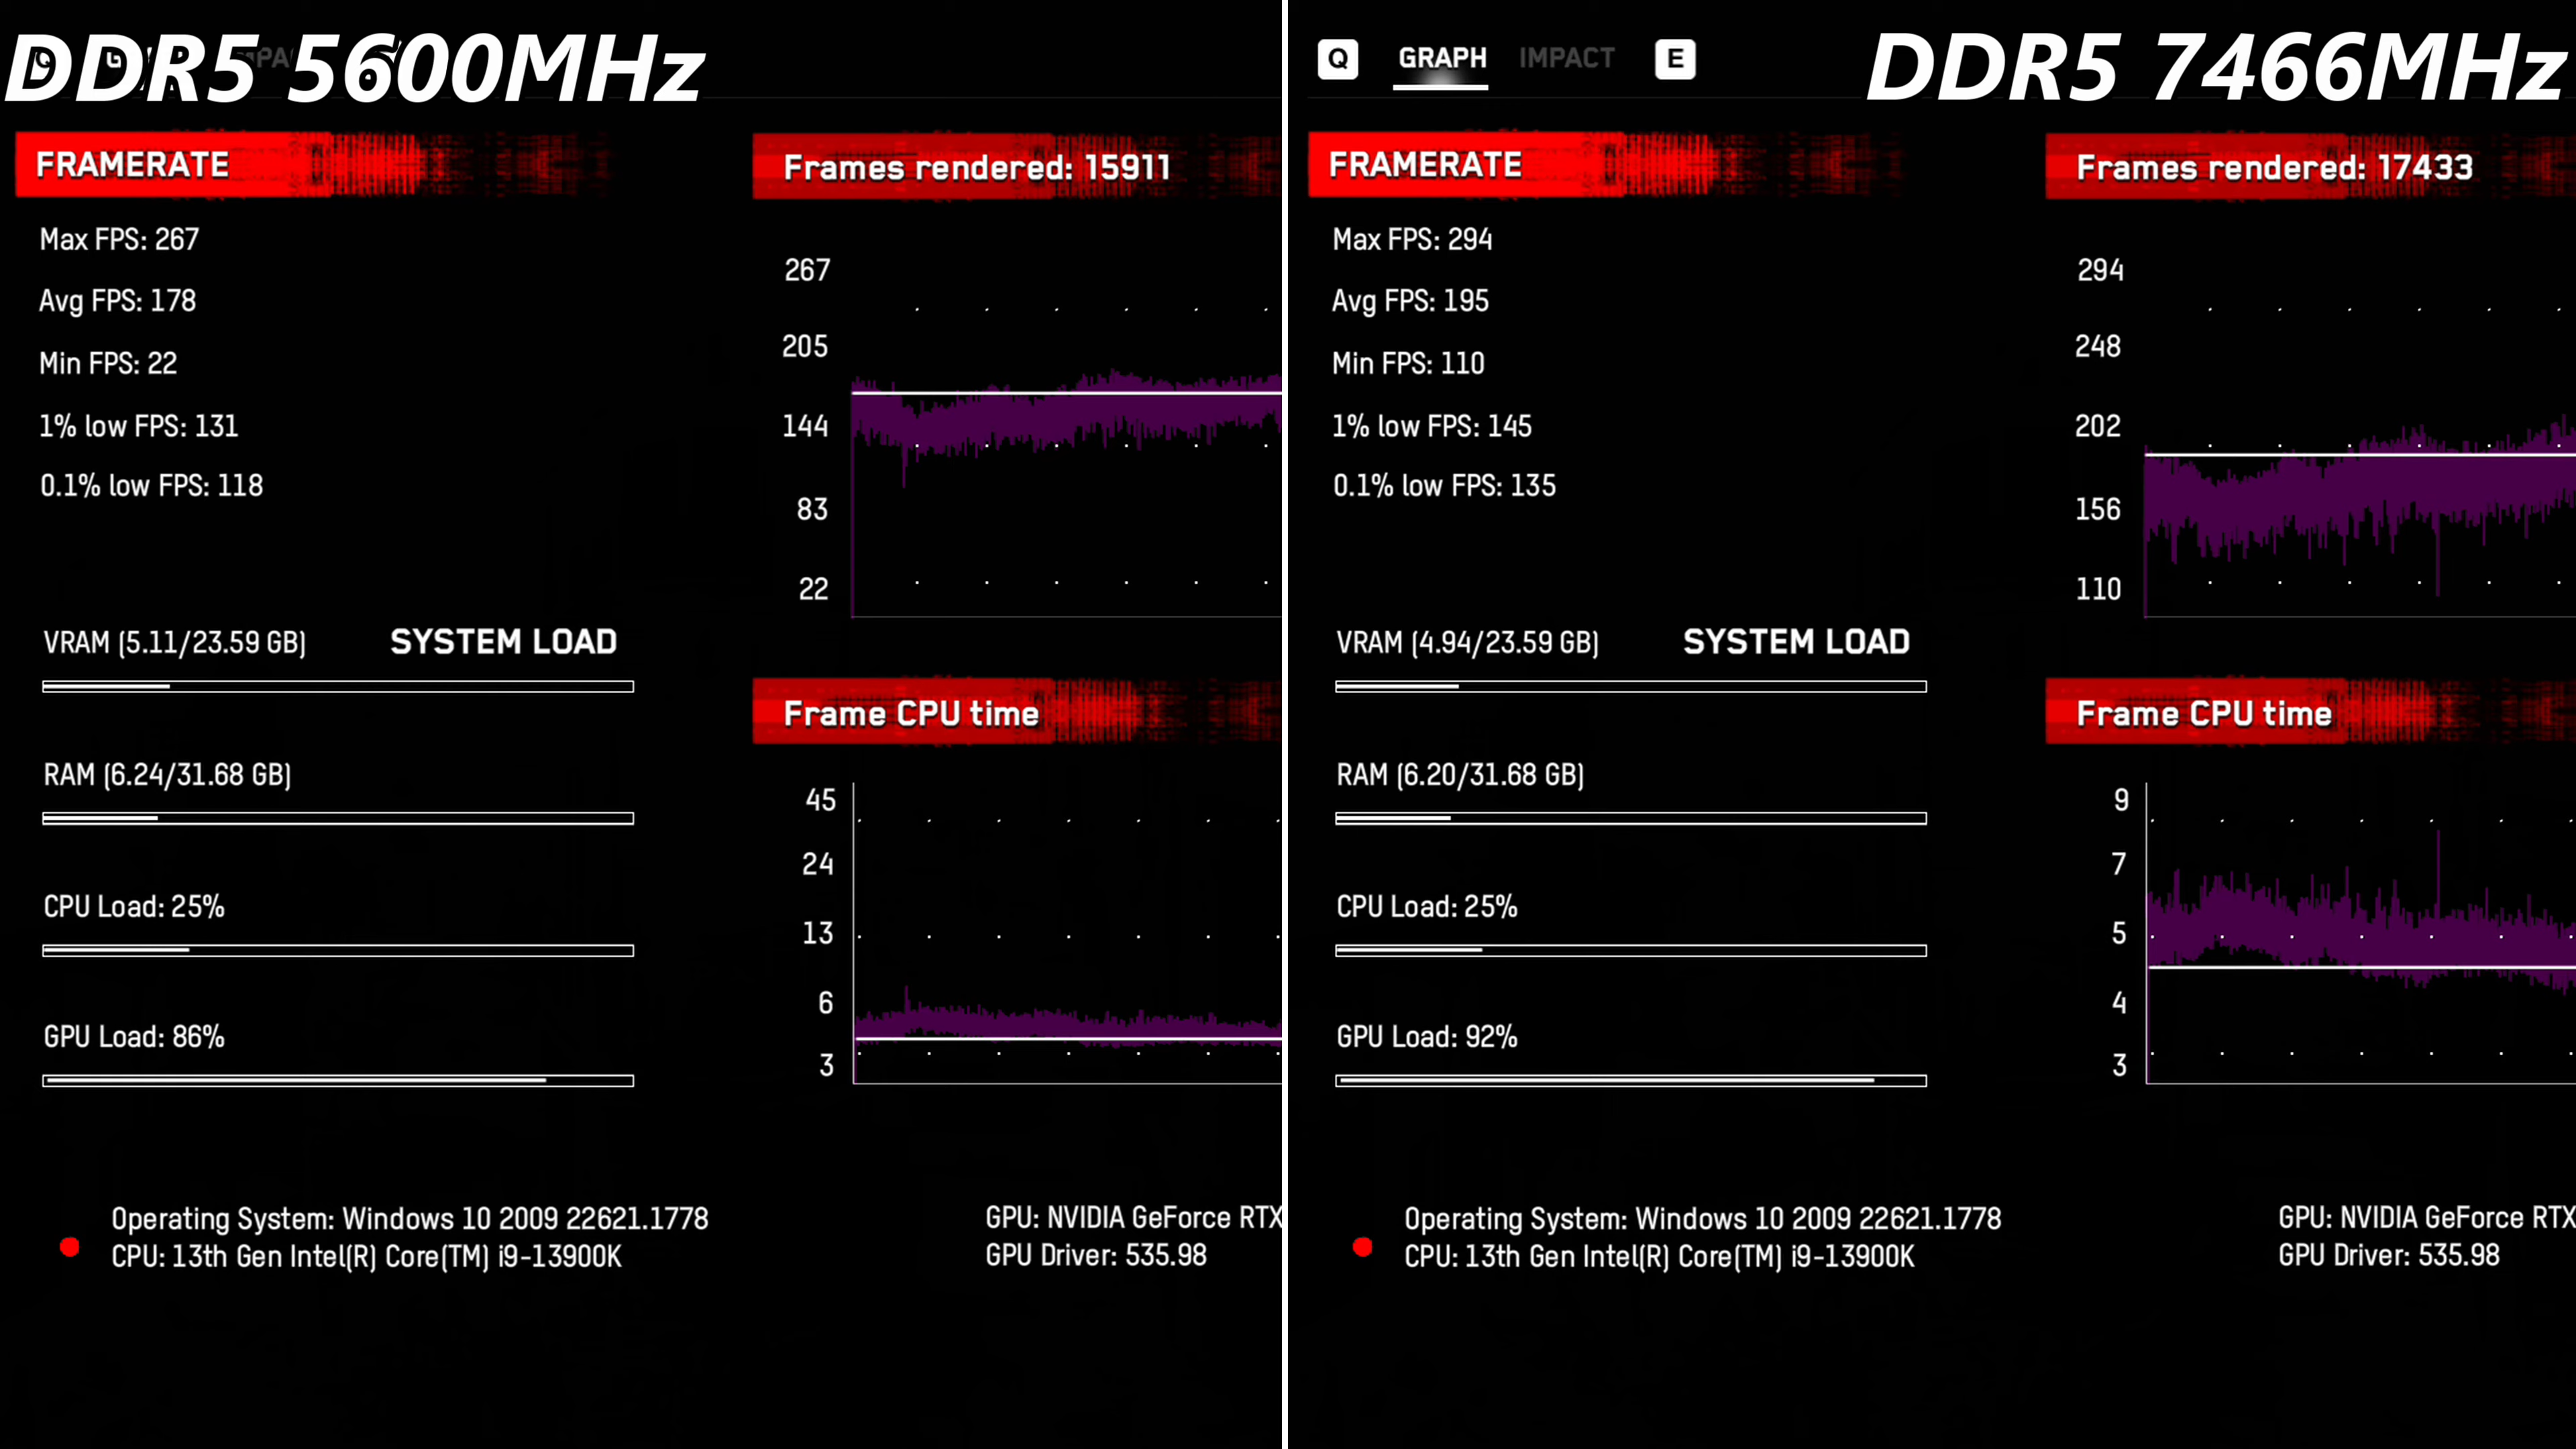 DDR5 5600MHz
FRAMERATE
Max FPS: 267
Avg FPS: 178
Min FPS: 22
1% low FPS: 131
0.1% low FPS: 118
VRAM (5.11/23.59 GB)
SYSTEM LOAD
RAM (6.24/31.68 GB)
CPU Load: 25%
GPU Load: 86%
Frames rendered: 15911
267
205
144
83
22
Frame CPU time
45
24
13
6
3
Operating System: Windows 10 2009 22621.1778
CPU: 13th Gen Intel(R) Core(TM) i9-13900K
GPU: NVIDIA GeForce RTX
GPU Driver: 535.98
Q GRAPH IMPACT E
DDR5 7466MHz
FRAMERATE
Max FPS: 294
Avg FPS: 195
Min FPS: 110
1% low FPS: 145
0.1% low FPS: 135
VRAM (4.94/23.59 GB)
SYSTEM LOAD
RAM (6.20/31.68 GB)
CPU Load: 25%
GPU Load: 92%
Frames rendered: 17433
294
248
202
156
110
Frame CPU time
9
7
5
4
3
Operating System: Windows 10 2009 22621.1778
CPU: 13th Gen Intel(R) Core(TM) i9-13900K
GPU: NVIDIA GeForce RTX
GPU Driver: 535.98